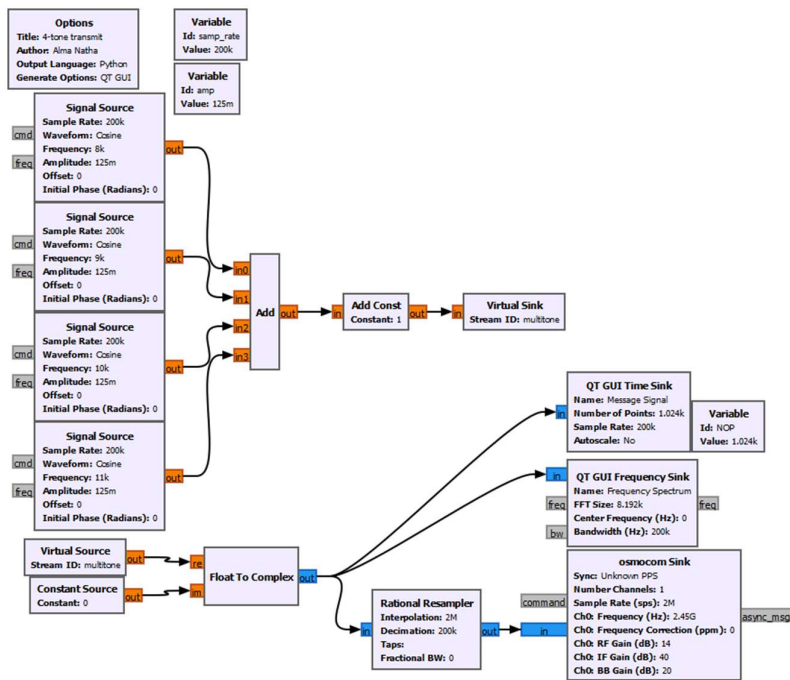 Options
Title: 4-tone transmit
Author: Alma Natha
Output Language: Python
Generate Options: QT GUI
Variable
Id: samp_rate
Value: 200k
Variable
Id: amp
Value: 125m
Signal Source
Sample Rate: 200k
Waveform: Cosine
Frequency: 8k
Amplitude: 125m
Offset: 0
Initial Phase (Radians): 0
cmd
freq
out
Signal Source
Sample Rate: 200k
Waveform: Cosine
Frequency: 9k
Amplitude: 125m
Offset: 0
Initial Phase (Radians): 0
cmd
freq
out
Signal Source
Sample Rate: 200k
Waveform: Cosine
Frequency: 10k
Amplitude: 125m
Offset: 0
Initial Phase (Radians): 0
cmd
freq
out
Signal Source
Sample Rate: 200k
Waveform: Cosine
Frequency: 11k
Amplitude: 125m
Offset: 0
Initial Phase (Radians): 0
cmd
freq
out
in0
in1
in2
in3
Add
out
in
Add Const
Constant: 1
out
in
Virtual Sink
Stream ID: multitone
in
QT GUI Time Sink
Name: Message Signal
Number of Points: 1.024k
Sample Rate: 200k
Autoscale: No
Variable
Id: NOP
Value: 1.024k
in
freq
bw
QT GUI Frequency Sink
Name: Frequency Spectrum
FFT Size: 8.192k
Center Frequency (Hz): 0
Bandwidth (Hz): 200k
freq
Virtual Source
Stream ID: multitone
out
Constant Source
Constant: 0
out
re
im
Float To Complex
out
in
Rational Resampler
Interpolation: 2M
Decimation: 200k
Taps:
Fractional BW: 0
out
command
in
osmocom Sink
Sync: Unknown PPS
Number Channels: 1
Sample Rate (sps): 2M
Ch0: Frequency (Hz): 2.45G
Ch0: Frequency Correction (ppm): 0
Ch0: RF Gain (dB): 14
Ch0: IF Gain (dB): 40
Ch0: BB Gain (dB): 20
async_msg